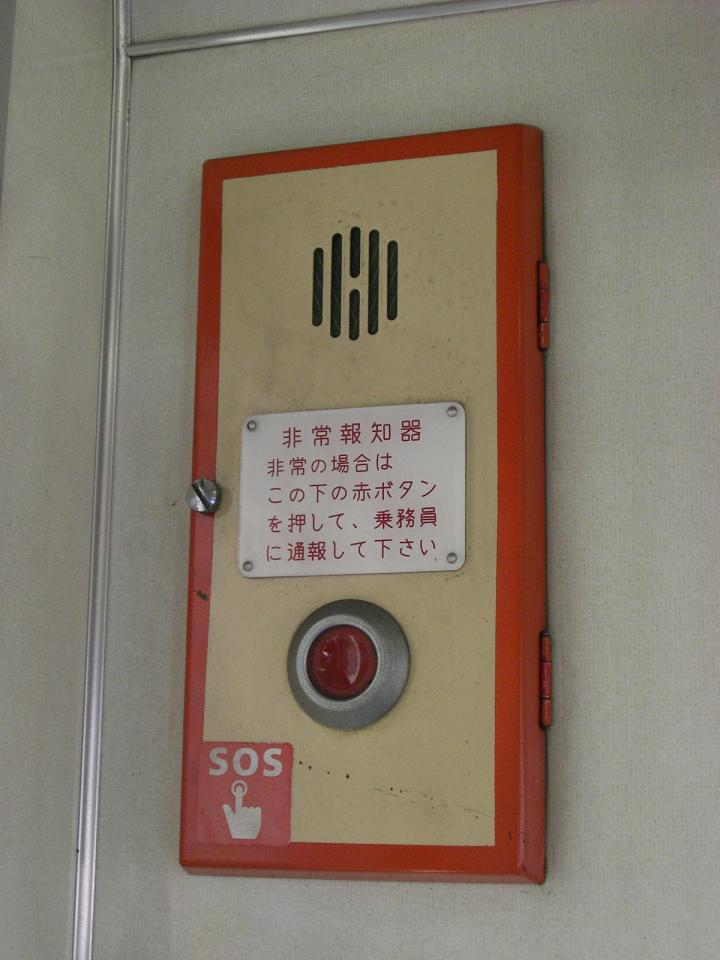 非常報知器
非常の場合は
この下の赤ボタン
を押して、乗務員
に通報して下さい
SOS